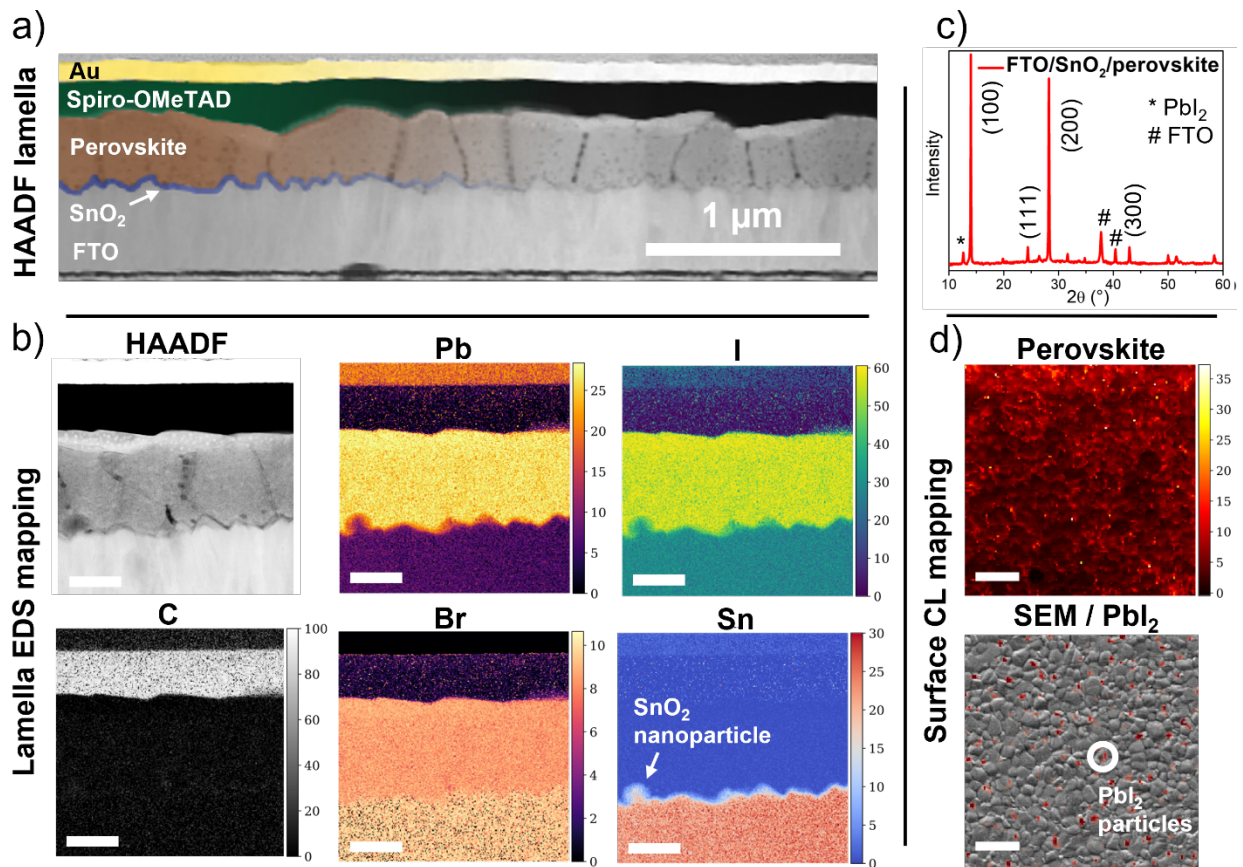 a)
HAADF lamella
Au
Spiro-OMeTAD
Perovskite
SnO₂
FTO
1 µm
b)
Lamella EDS mapping
HAADF
Pb
25
20
15
10
5
0
I
60
50
40
30
20
10
0
C
100
80
60
40
20
0
Br
10
8
6
4
2
0
Sn
SnO₂
nanoparticle
30
25
20
15
10
5
0
c)
FTO/SnO₂/perovskite
* PbI₂
# FTO
Intensity
*
(100)
(111)
(200)
#
#
(300)
10
20
30
40
50
60
2θ (°)
d)
Surface CL mapping
Perovskite
35
30
25
20
15
10
5
0
SEM / PbI₂
PbI₂
particles